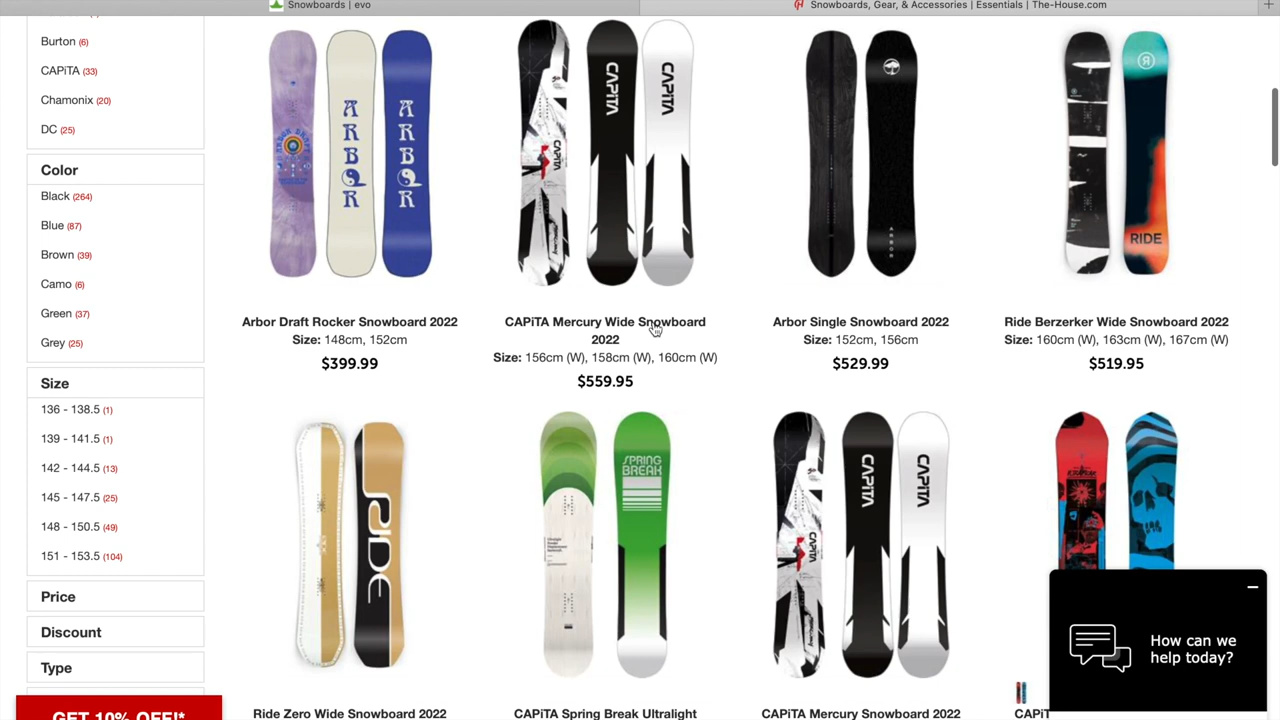 Snowboards | evo
Snowboards, Gear, & Accessories | Essentials | The-House.com
Burton (6)
CAPiTA (33)
Chamonix (20)
DC (25)
Color
Black (264)
Blue (87)
Brown (39)
Camo (6)
Green (37)
Grey (25)
Size
136 - 138.5 (1)
139 - 141.5 (1)
142 - 144.5 (13)
145 - 147.5 (25)
148 - 150.5 (49)
151 - 153.5 (104)
Price
Discount
Type
GET 10% OFF!*
ARBOR
ARBOR
CAPiTA
CAPiTA
ARBOR
RIDE
Arbor Draft Rocker Snowboard 2022
Size: 148cm, 152cm
$399.99
CAPiTA Mercury Wide Snowboard
2022
Size: 156cm (W), 158cm (W), 160cm (W)
$559.95
Arbor Single Snowboard 2022
Size: 152cm, 156cm
$529.99
Ride Berzerker Wide Snowboard 2022
Size: 160cm (W), 163cm (W), 167cm (W)
$519.95
RIDE
SPRING
BREAK
CAPiTA
CAPiTA
Ride Zero Wide Snowboard 2022
CAPiTA Spring Break Ultralight
CAPiTA Mercury Snowboard 2022
CAPiT
How can we
help today?